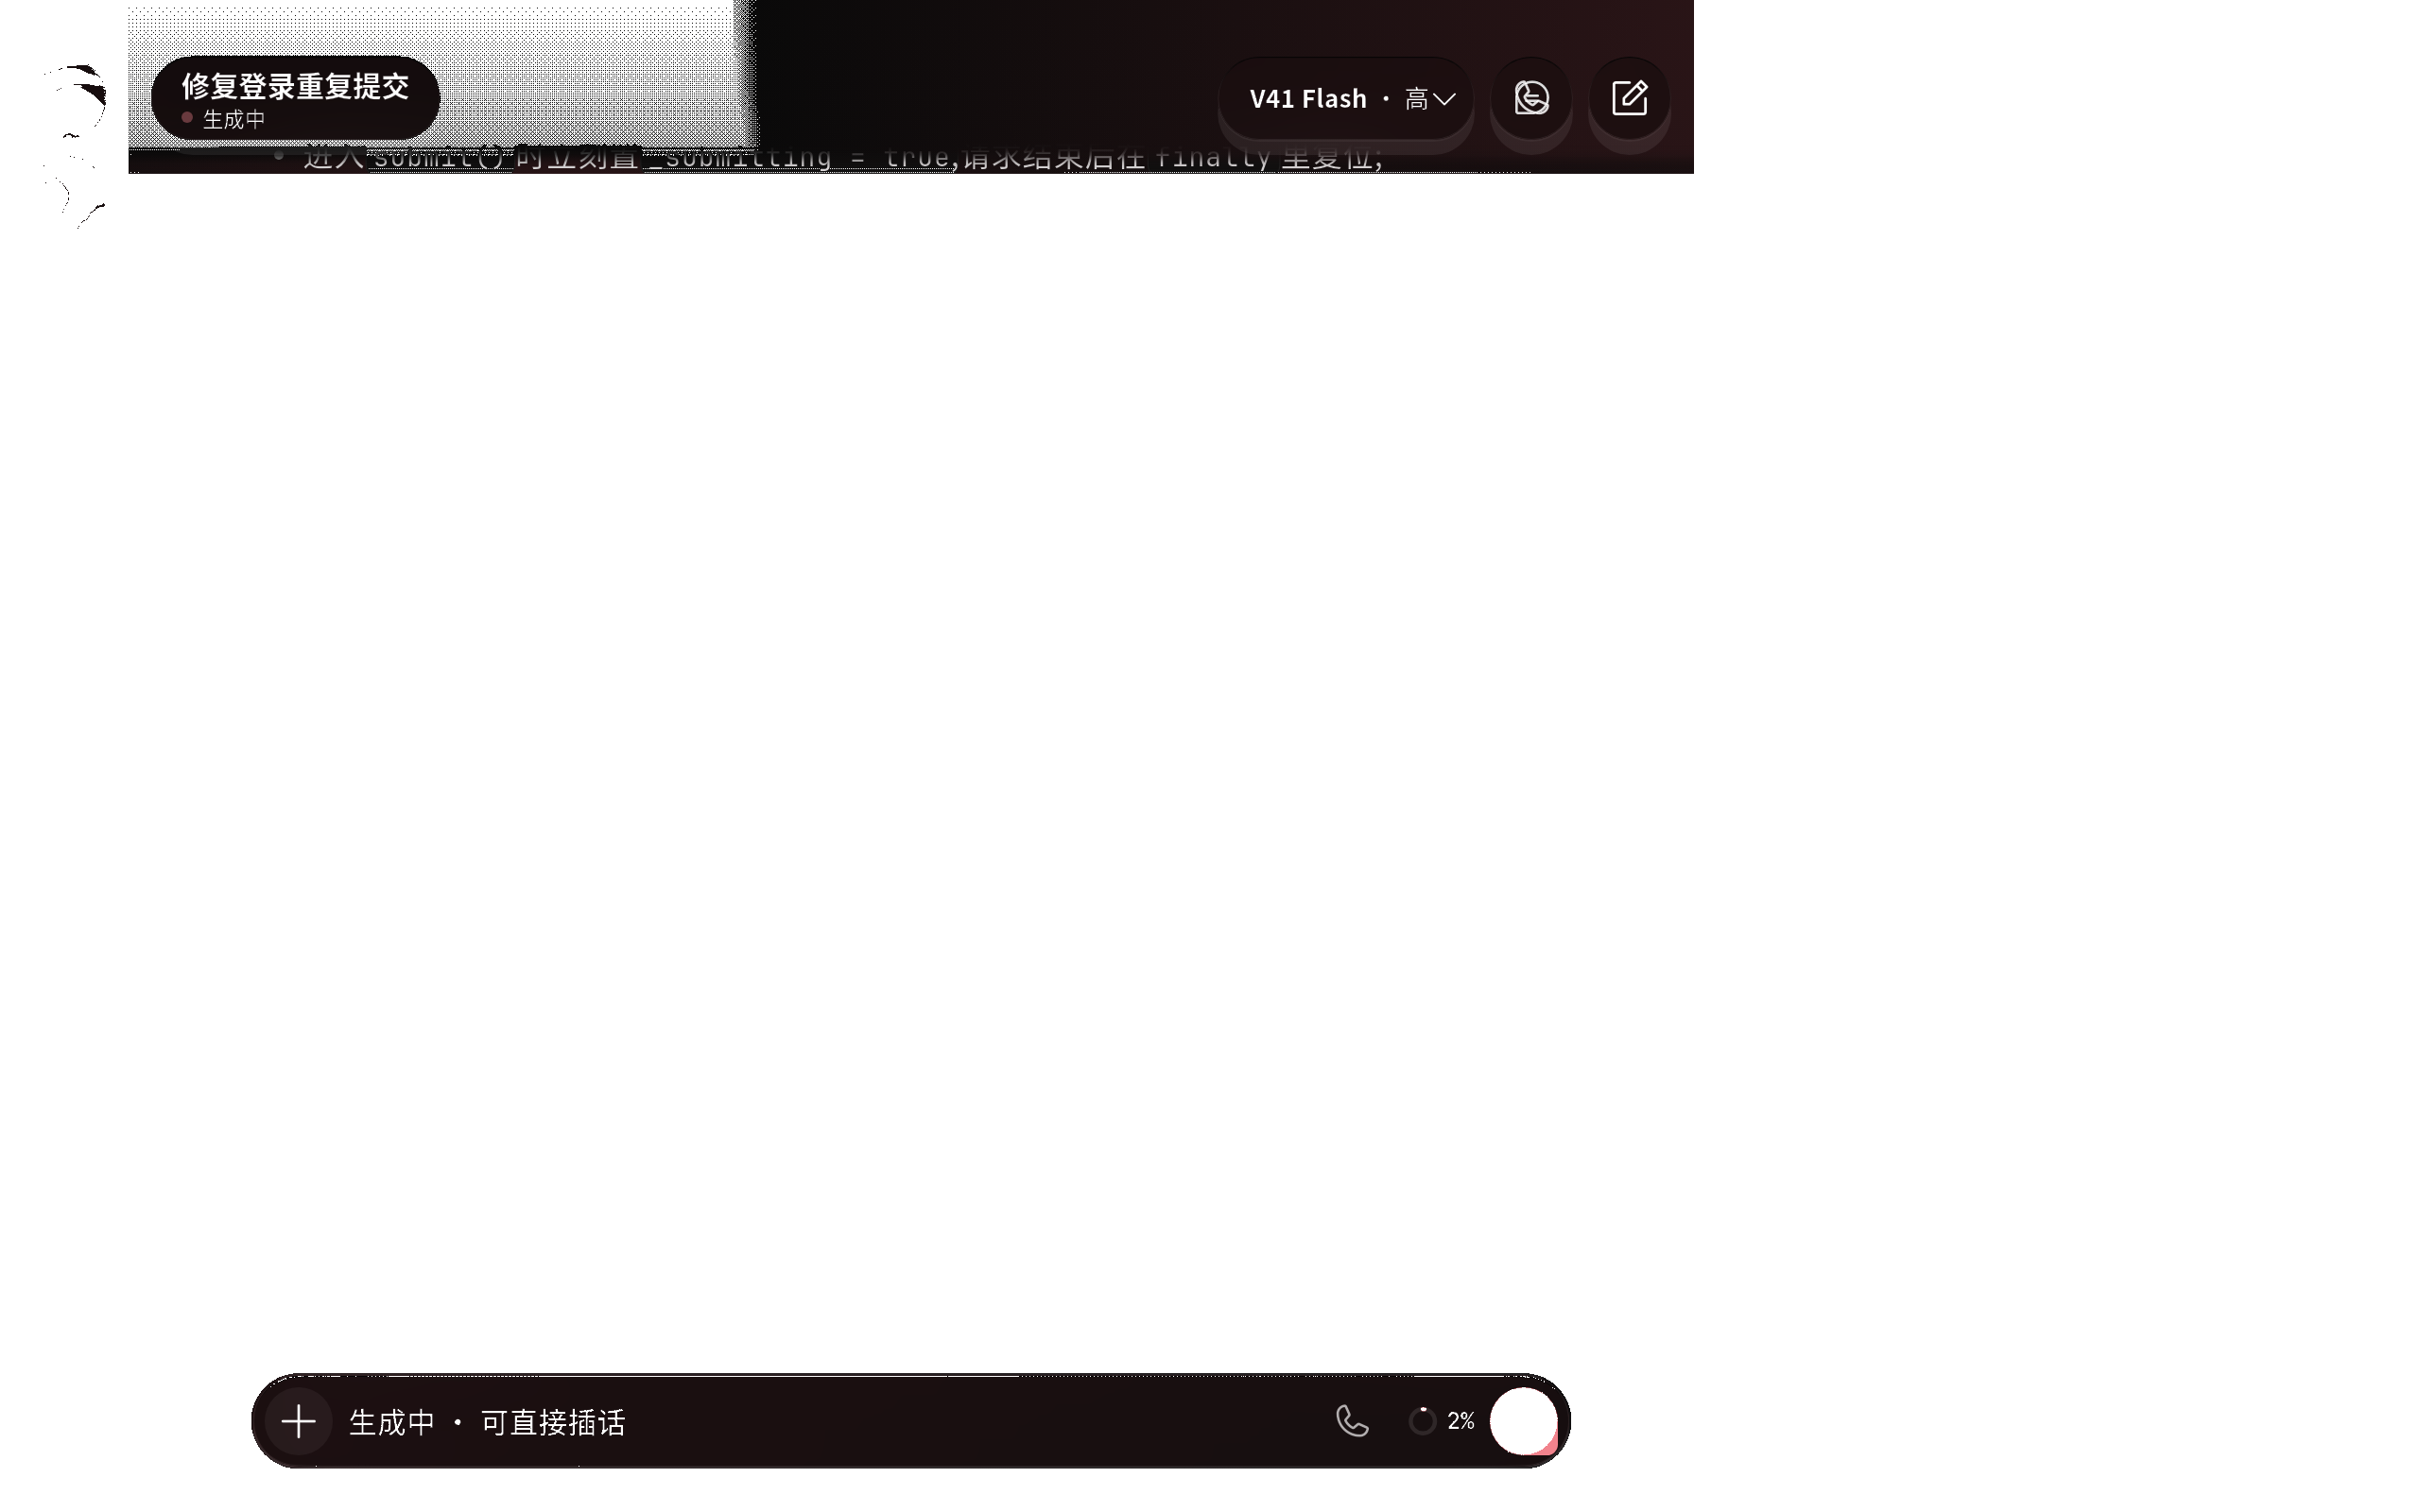 修复登录重复提交
生成中
V41 Flash · 高
进入 submit() 时立刻置 _submitting = true,请求结束后在 finally 里复位;
生成中 · 可直接插话
2%